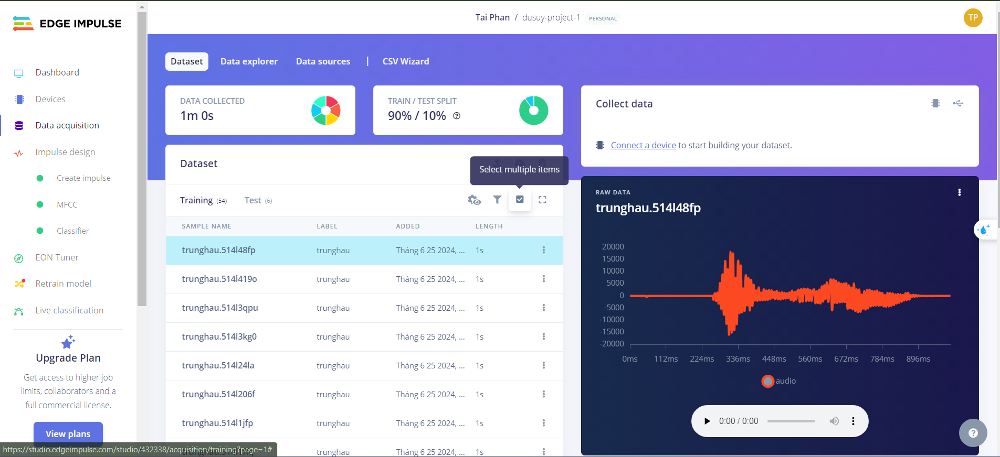 EDGE IMPULSE
Tai Phan / dusuy-project-1 PERSONAL
TP
Dashboard
Devices
Data acquisition
Impulse design
Create impulse
MFCC
Classifier
EON Tuner
Retrain model
Live classification
Upgrade Plan
Get access to higher job
limits, collaborators and a
full commercial license.
View plans
https://studio.edgeimpulse.com/studio/432338/acquisition/training?page=1#
Dataset Data explorer Data sources | CSV Wizard
DATA COLLECTED
1m 0s
TRAIN / TEST SPLIT
90% / 10% ?
Dataset
Select multiple items
Training (54) Test (6)
SAMPLE NAME LABEL ADDED LENGTH
trunghau.514l48fp trunghau Tháng 6 25 2024, ... 1s
trunghau.514l419o trunghau Tháng 6 25 2024, ... 1s
trunghau.514l3qpu trunghau Tháng 6 25 2024, ... 1s
trunghau.514l3kg0 trunghau Tháng 6 25 2024, ... 1s
trunghau.514l24la trunghau Tháng 6 25 2024, ... 1s
trunghau.514l206f trunghau Tháng 6 25 2024, ... 1s
trunghau.514l1jfp trunghau Tháng 6 25 2024, ... 1s
trunghau Tháng 6 25 2024, ... 1s
Collect data
Connect a device to start building your dataset.
RAW DATA
trunghau.514l48fp
20000
15000
10000
5000
0
-5000
-10000
-15000
-20000
0ms 112ms 224ms 336ms 448ms 560ms 672ms 784ms 896ms
audio
0:00 / 0:00
?